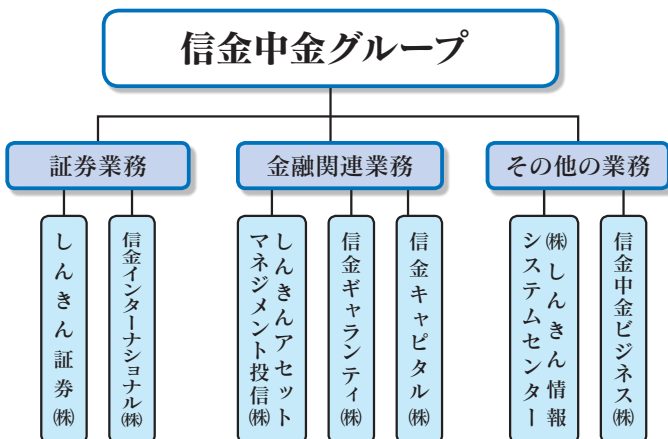 信金中金グループ
証券業務
金融関連業務
その他の業務
しんきん証券㈱
信金インターナショナル㈱
しんきんアセット
マネジメント投信㈱
信金ギャランティ㈱
信金キャピタル㈱
㈱しんきん情報
システムセンター
信金中金ビジネス㈱